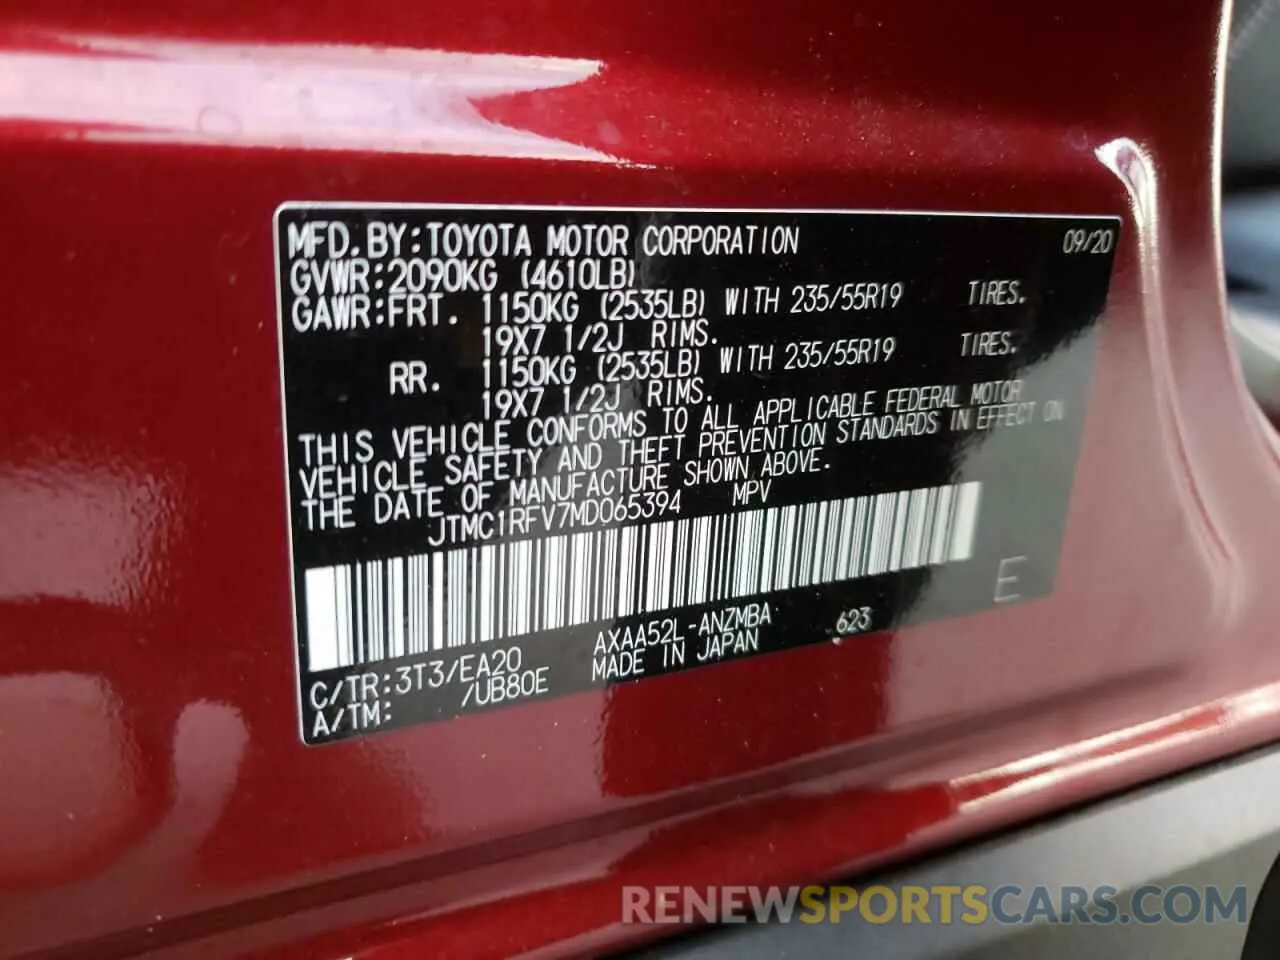 MFD.BY:TOYOTA MOTOR CORPORATION 09/20
GVWR:2090KG (4610LB)
GAWR:FRT. 1150KG (2535LB) WITH 235/55R19 TIRES.
19X7 1/2J RIMS.
RR. 1150KG (2535LB) WITH 235/55R19 TIRES.
19X7 1/2J RIMS.
THIS VEHICLE CONFORMS TO ALL APPLICABLE FEDERAL MOTOR
VEHICLE SAFETY AND THEFT PREVENTION STANDARDS IN EFFECT ON
THE DATE OF MANUFACTURE SHOWN ABOVE.
JTMC1RFV7MD065394 MPV
E
C/TR:3T3/EA20 AXAA52L-ANZMBA 623
A/TM: /UB80E MADE IN JAPAN
RENEWSPORTSCARS.COM